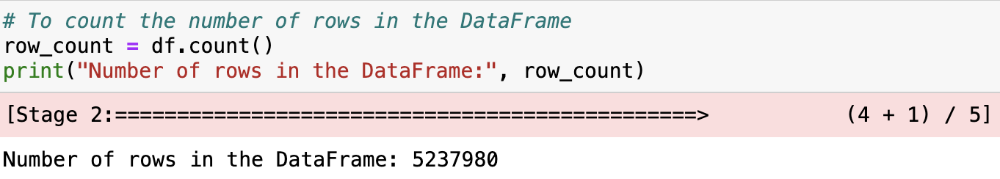 # To count the number of rows in the DataFrame
row_count = df.count()
print("Number of rows in the DataFrame:", row_count)
[Stage 2:===============================================> (4 + 1) / 5]
Number of rows in the DataFrame: 5237980